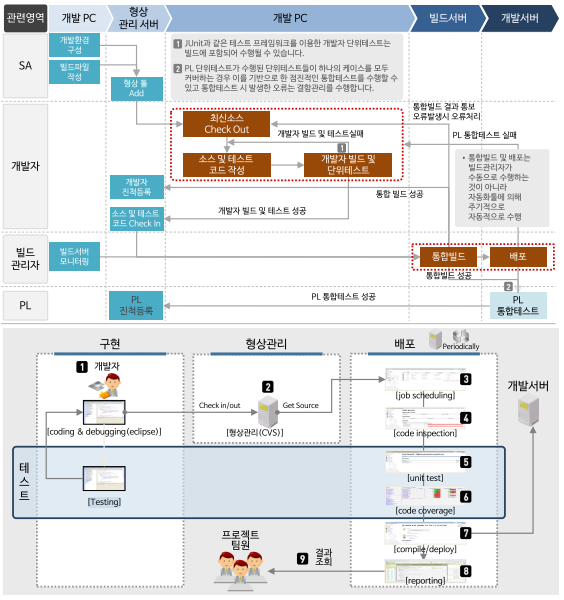 관련영역
개발 PC
형상
관리 서버
개발 PC
빌드서버
개발서버
SA
개발환경
구성
빌드파일
작성
형상 툴
Add
1 JUnit과 같은 테스트 프레임워크를 이용한 개발자 단위테스트는
빌드에 포함되어 수행될 수 있습니다.
2 PL 단위테스트가 수행된 단위테스트들이 하나의 케이스를 모두
커버하는 경우 이를 기반으로 한 점진적인 통합테스트를 수행할 수
있고 통합테스트 시 발생한 오류는 결함관리를 수행합니다.
개발자
최신소스
Check Out
개발자 빌드 및 테스트실패
1
소스 및 테스트
코드 작성
개발자 빌드 및
단위테스트
통합빌드 결과 통보
오류발생시 오류처리
PL 통합테스트 실패
• 통합빌드 및 배포는
빌드관리자가
수동으로 수행하는
것이 아니라
자동화툴에 의해
주기적으로
자동적으로 수행
개발자
진척등록
통합 빌드 성공
소스 및 테스트
코드 Check In
개발자 빌드 및 테스트 성공
빌드
관리자
빌드서버
모니터링
통합빌드
배포
통합빌드 성공
2
PL
PL
진척등록
PL 통합테스트 성공
PL
통합테스트
구현
형상관리
배포
Periodically
1 개발자
2
3
개발서버
Check in/out
Get Source
[job scheduling]
[coding & debugging(eclipse)]
[형상관리(CVS)]
4
[code inspection]
테스트
5
[unit test]
[Testing]
6
[code coverage]
7
[compile/deploy]
프로젝트
팀원
9 결과
조회
8
[reporting]